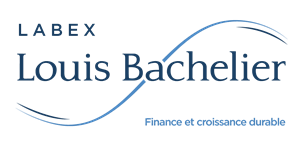 LABEX
Louis Bachelier
Finance et croissance durable